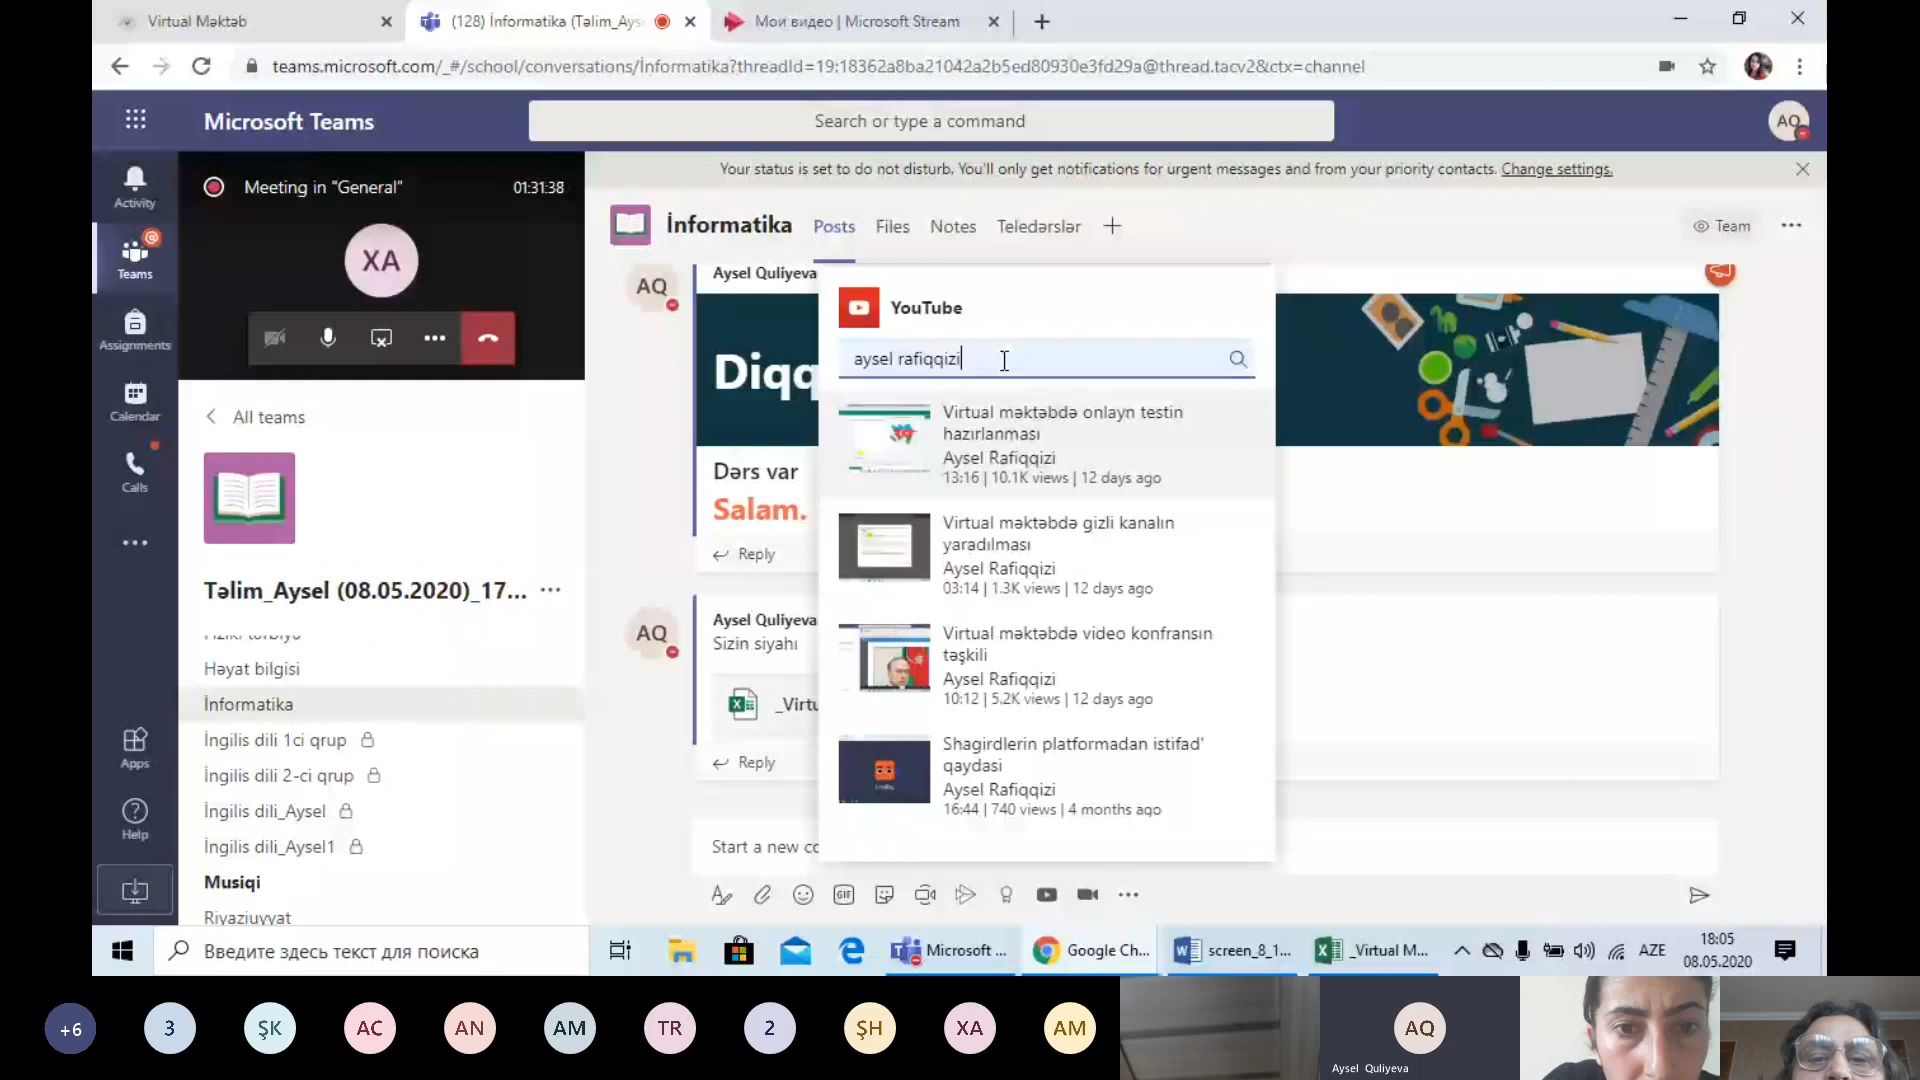 Virtual Məktəb
(128) İnformatika (Təlim_Ays
Мои видео | Microsoft Stream
teams.microsoft.com/_#/school/conversations/İnformatika?threadId=19:18362a8ba21042a2b5ed80930e3fd29a@thread.tacv2&ctx=channel
Microsoft Teams
Search or type a command
AQ
Your status is set to do not disturb. You'll only get notifications for urgent messages and from your priority contacts. Change settings.
Activity
Teams
Assignments
Calendar
Calls
Apps
Help
Meeting in "General"
01:31:38
XA
All teams
Təlim_Aysel (08.05.2020)_17...
Həyat bilgisi
İnformatika
İngilis dili 1ci qrup
İngilis dili 2-ci qrup
İngilis dili_Aysel
İngilis dili_Aysel1
Musiqi
Riyaziyyat
İnformatika
Posts
Files
Notes
Teledərslər
Team
AQ
Aysel Quliyeva
Diqq
Dərs var
Salam.
Reply
AQ
Aysel Quliyeva
Sizin siyahı
_Virtu
Reply
Start a new co
YouTube
aysel rafiqqizi
Virtual məktəbdə onlayn testin
hazırlanması
Aysel Rafiqqizi
13:16 | 10.1K views | 12 days ago
Virtual məktəbdə gizli kanalın
yaradılması
Aysel Rafiqqizi
03:14 | 1.3K views | 12 days ago
Virtual məktəbdə video konfransın
təşkili
Aysel Rafiqqizi
10:12 | 5.2K views | 12 days ago
Shagirdlerin platformadan istifad'
qaydasi
Aysel Rafiqqizi
16:44 | 740 views | 4 months ago
GIF
Введите здесь текст для поиска
Microsoft ...
Google Ch...
screen_8_1...
_Virtual M...
AZE
18:05
08.05.2020
+6
3
ŞK
AC
AN
AM
TR
2
ŞH
XA
AM
AQ
Aysel Quliyeva